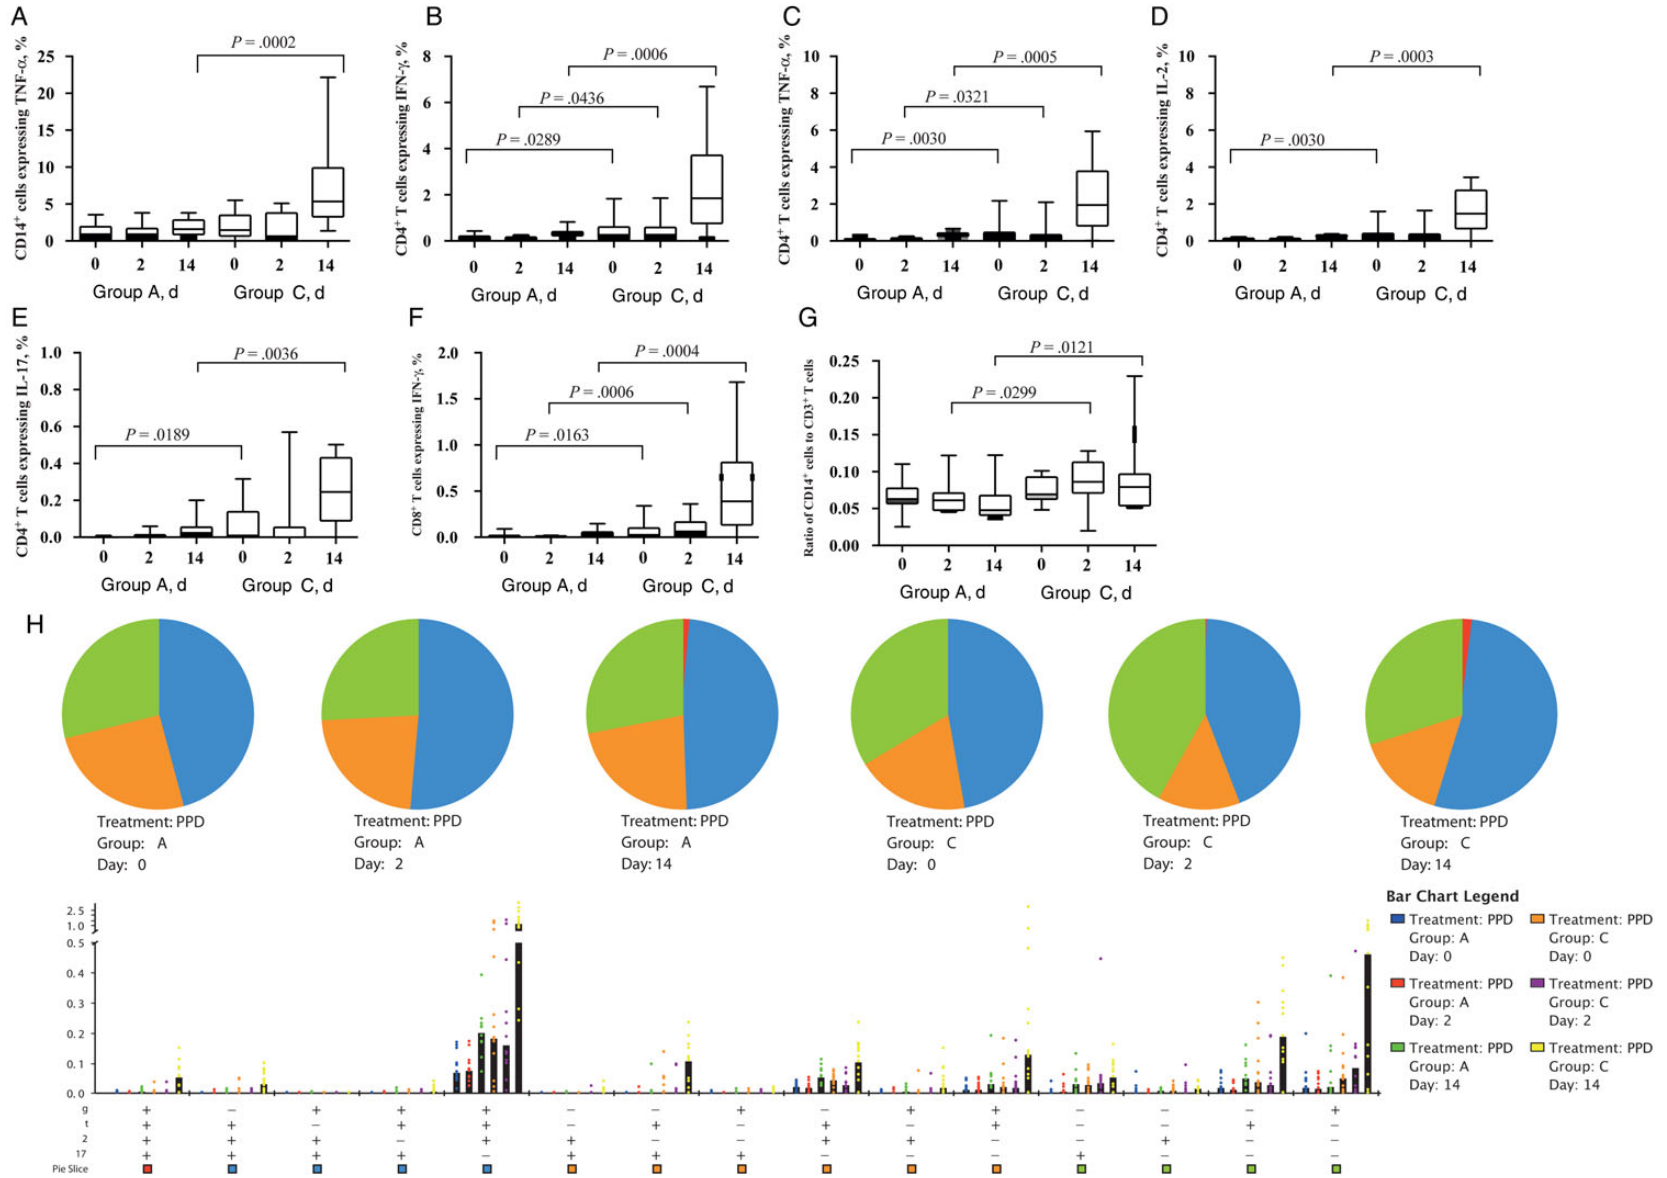 A
CD14⁺ cells expressing TNF-α, %
25
20
15
10
5
0
P = .0002
0 2 14 0 2 14
Group A, d Group C, d
B
CD4⁺ T cells expressing IFN-γ, %
8
6
4
2
0
P = .0006
P = .0436
P = .0289
0 2 14 0 2 14
Group A, d Group C, d
C
CD4⁺ T cells expressing TNF-α, %
10
8
6
4
2
0
P = .0005
P = .0321
P = .0030
0 2 14 0 2 14
Group A, d Group C, d
D
CD4⁺ T cells expressing IL-2, %
10
8
6
4
2
0
P = .0003
P = .0030
0 2 14 0 2 14
Group A, d Group C, d
E
CD4⁺ T cells expressing IL-17, %
1.0
0.8
0.6
0.4
0.2
0.0
P = .0036
P = .0189
0 2 14 0 2 14
Group A, d Group C, d
F
CD8⁺ T cells expressing IFN-γ, %
2.0
1.5
1.0
0.5
0.0
P = .0004
P = .0006
P = .0163
0 2 14 0 2 14
Group A, d Group C, d
G
Ratio of CD14⁺ cells to CD3⁺ T cells
0.25
0.20
0.15
0.10
0.05
0.00
P = .0121
P = .0299
0 2 14 0 2 14
Group A, d Group C, d
H
Treatment: PPD
Group: A
Day: 0
Treatment: PPD
Group: A
Day: 2
Treatment: PPD
Group: A
Day: 14
Treatment: PPD
Group: C
Day: 0
Treatment: PPD
Group: C
Day: 2
Treatment: PPD
Group: C
Day: 14
2.5
1.0
0.5
0.4
0.3
0.2
0.1
0.0
g + − + + + − − + − + + − − − +
t + + − + + − + − + − + − − + −
2 + + + − + + − − + + − − + − −
17 + + + + − + + + − − − + − − −
Pie Slice
Bar Chart Legend
Treatment: PPD
Group: A
Day: 0
Treatment: PPD
Group: C
Day: 0
Treatment: PPD
Group: A
Day: 2
Treatment: PPD
Group: C
Day: 2
Treatment: PPD
Group: A
Day: 14
Treatment: PPD
Group: C
Day: 14